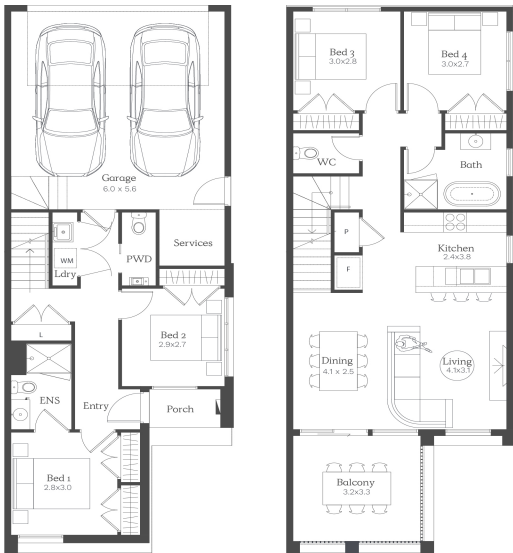 Garage
6.0 x 5.6
Services
WM
Ldry
PWD
L
Bed 2
2.9x2.7
ENS
Entry
Porch
Bed 1
2.8x3.0
Bed 3
3.0x2.8
Bed 4
3.0x2.7
WC
Bath
P
F
Kitchen
2.4x3.8
Dining
4.1 x 2.5
Living
4.1x3.1
Balcony
3.2x3.3